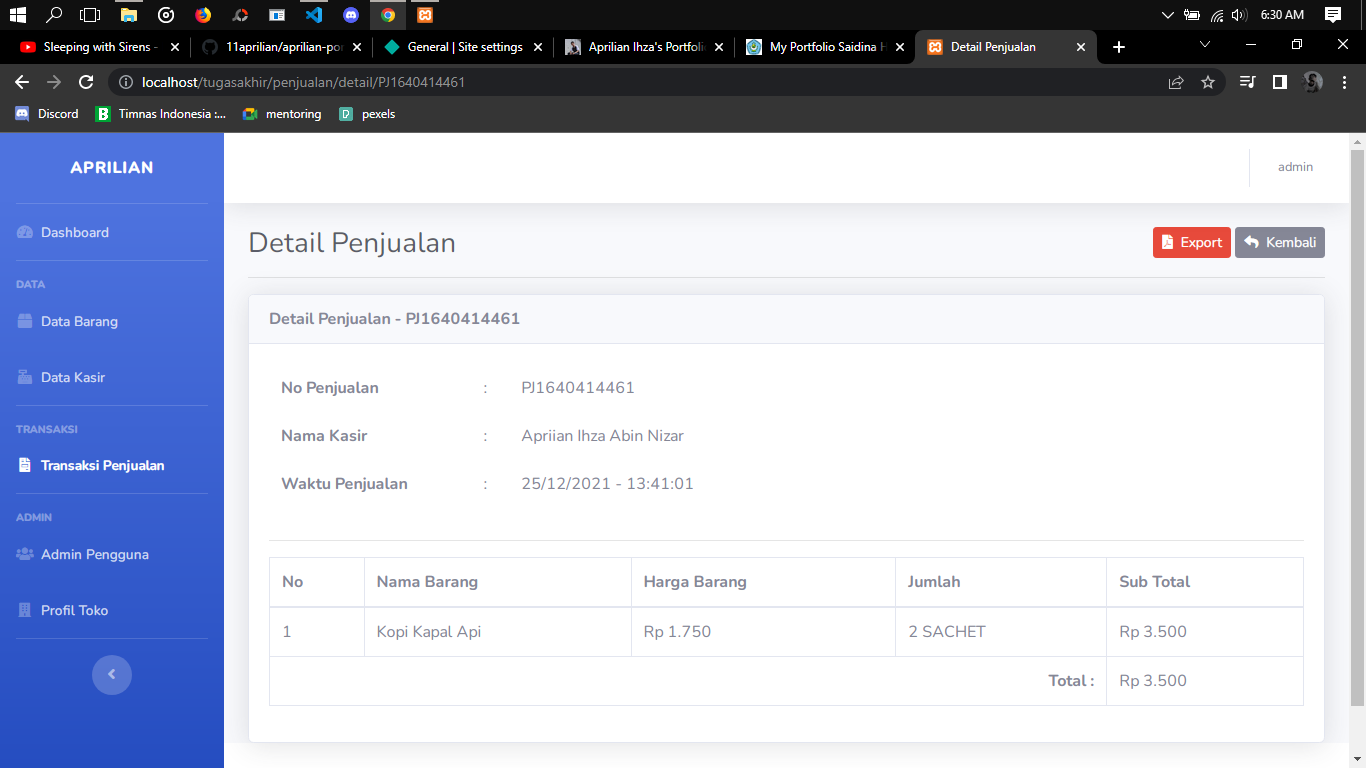 6:30 AM
Sleeping with Sirens -
11aprilian/aprilian-por
General | Site settings
Aprilian Ihza's Portfolio
My Portfolio Saidina H
Detail Penjualan
localhost/tugasakhir/penjualan/detail/PJ1640414461
Discord
Timnas Indonesia :...
mentoring
pexels
APRILIAN
admin
Dashboard
DATA
Data Barang
Data Kasir
TRANSAKSI
Transaksi Penjualan
ADMIN
Admin Pengguna
Profil Toko
Detail Penjualan
Export
Kembali
Detail Penjualan - PJ1640414461
No Penjualan : PJ1640414461
Nama Kasir : Apriian Ihza Abin Nizar
Waktu Penjualan : 25/12/2021 - 13:41:01
No Nama Barang Harga Barang Jumlah Sub Total
1 Kopi Kapal Api Rp 1.750 2 SACHET Rp 3.500
Total : Rp 3.500